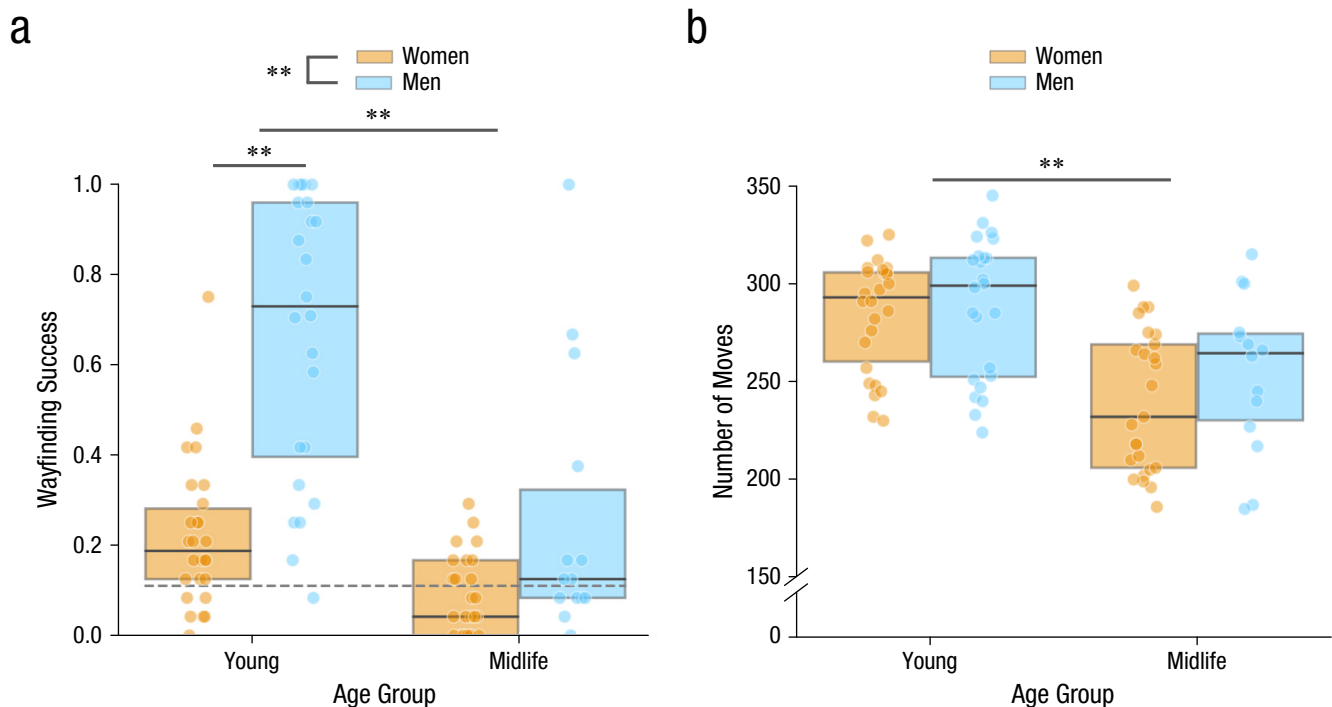 a
Women
Men
**
**
**
1.0
0.8
0.6
0.4
0.2
0.0
Wayfinding Success
Young
Midlife
Age Group
b
Women
Men
**
350
300
250
200
150
0
Number of Moves
Young
Midlife
Age Group